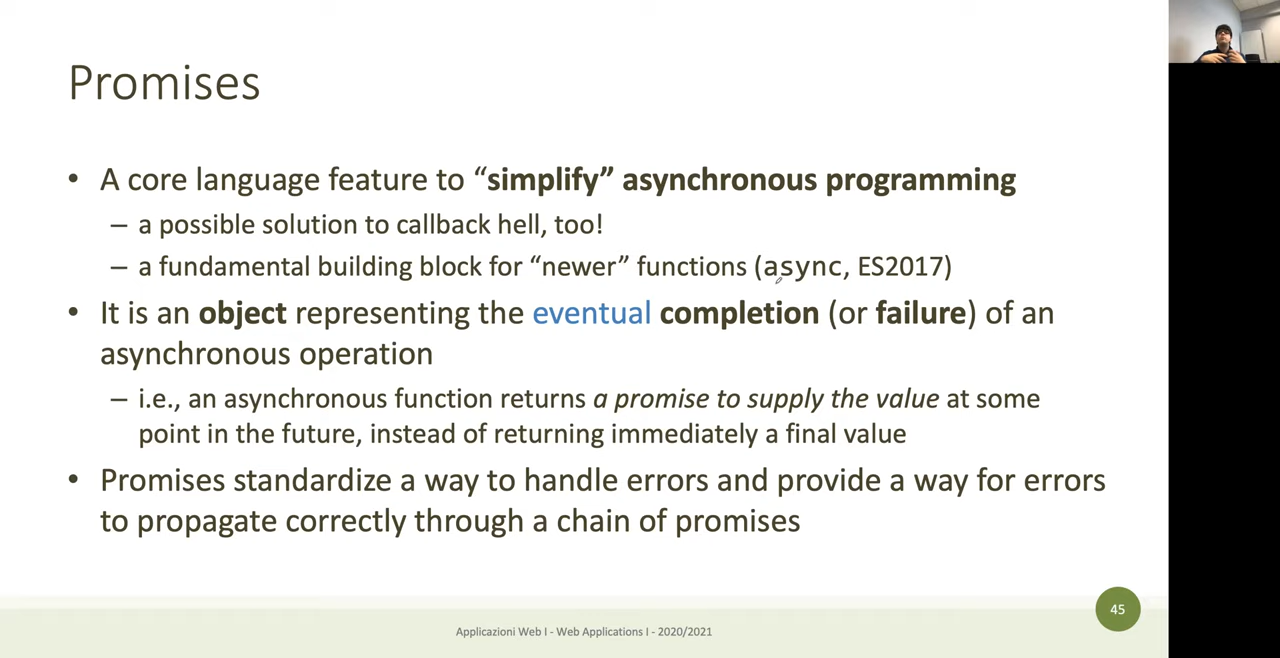 Promises
• A core language feature to “simplify” asynchronous programming
– a possible solution to callback hell, too!
– a fundamental building block for “newer” functions (async, ES2017)
• It is an object representing the eventual completion (or failure) of an
asynchronous operation
– i.e., an asynchronous function returns a promise to supply the value at some
point in the future, instead of returning immediately a final value
• Promises standardize a way to handle errors and provide a way for errors
to propagate correctly through a chain of promises
45
Applicazioni Web I - Web Applications I - 2020/2021